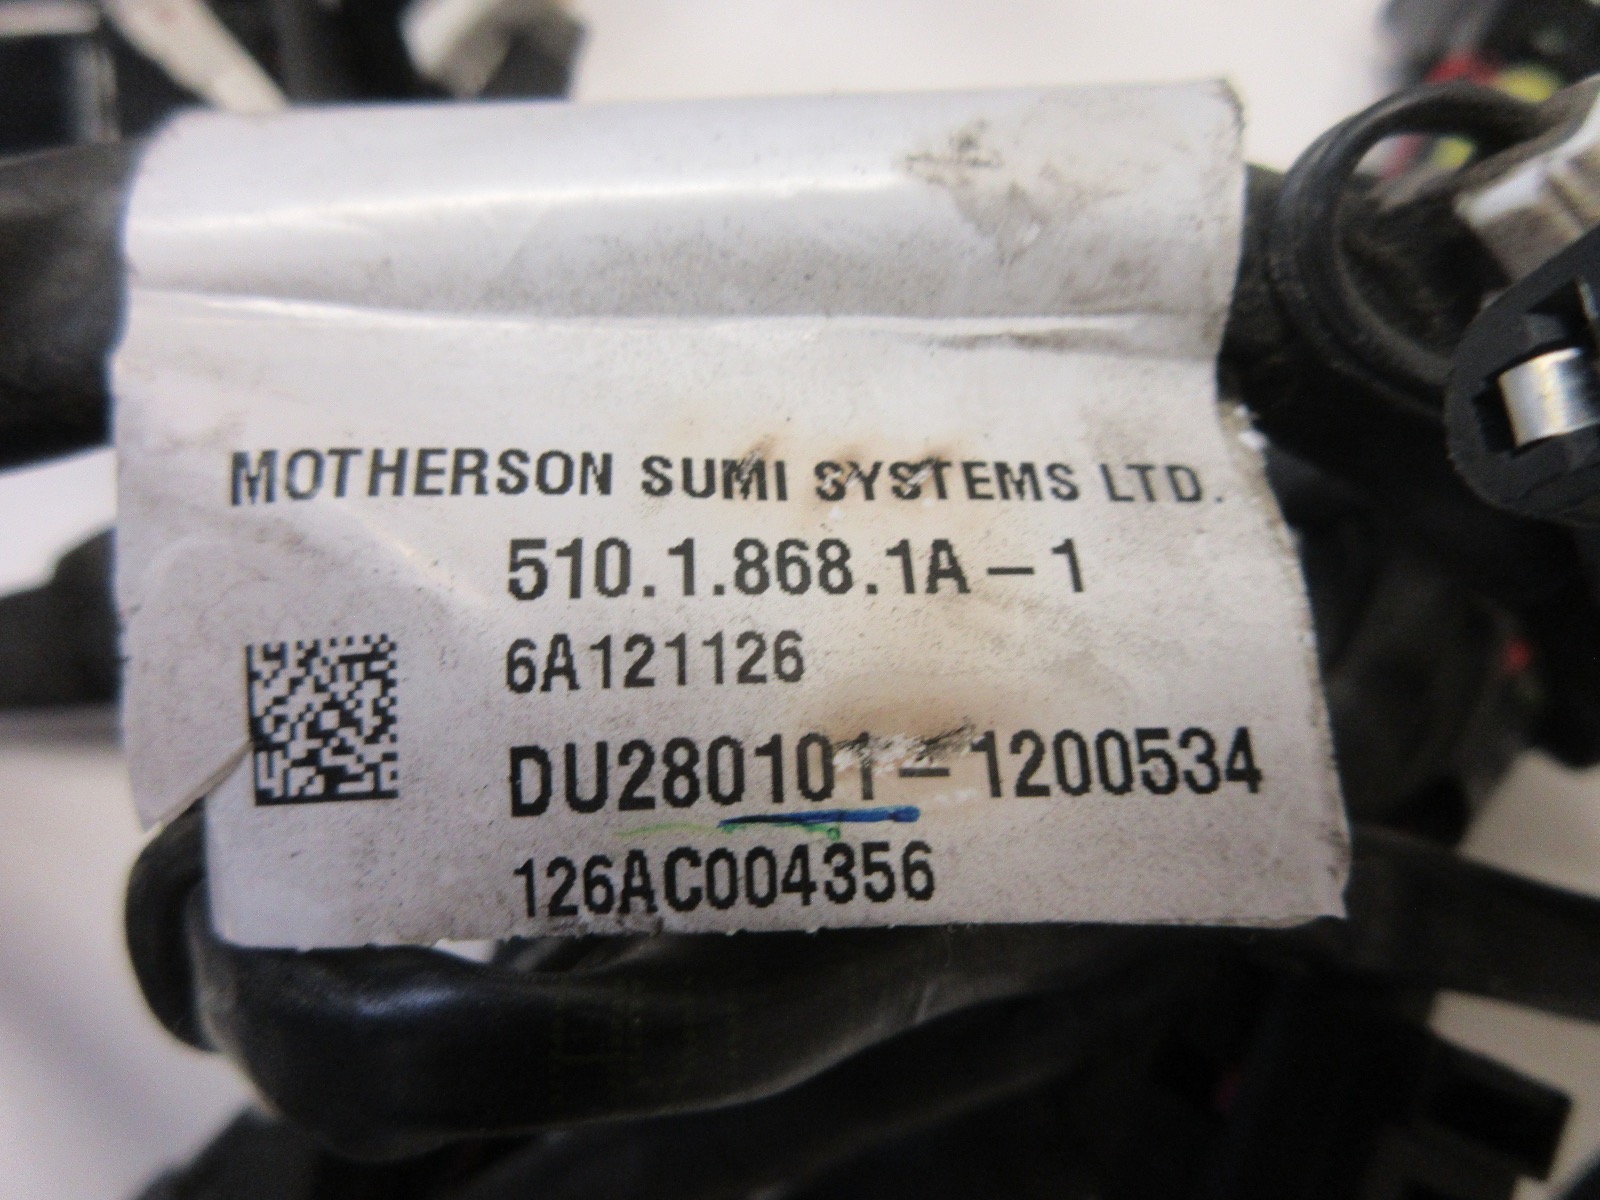 MOTHERSON SUMI SYSTEMS LTD.
510.1.868.1A-1
6A121126
DU280101-1200534
126AC004356